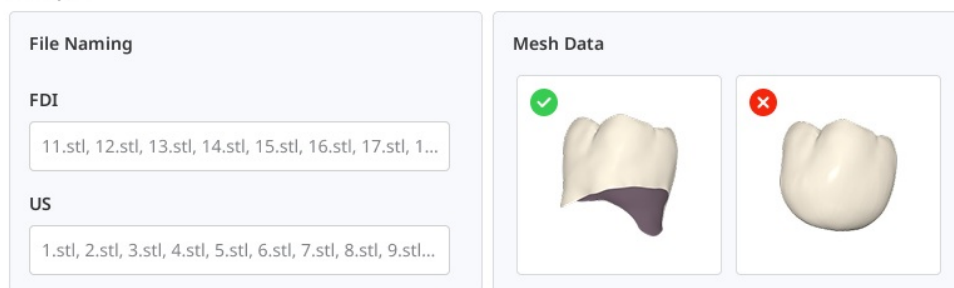 File Naming
FDI
11.stl, 12.stl, 13.stl, 14.stl, 15.stl, 16.stl, 17.stl, 1...
US
1.stl, 2.stl, 3.stl, 4.stl, 5.stl, 6.stl, 7.stl, 8.stl, 9.stl...
Mesh Data